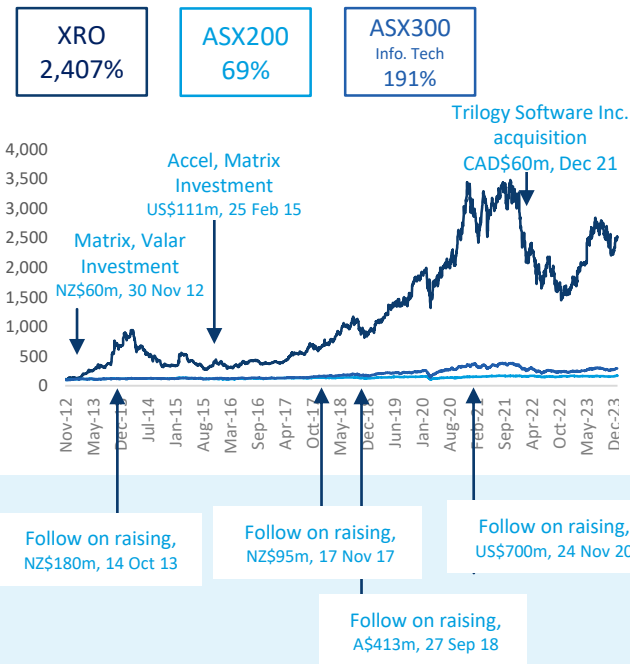 XRO
2,407%
ASX200
69%
ASX300
Info. Tech
191%
Trilogy Software Inc.
acquisition
CAD$60m, Dec 21
Accel, Matrix
Investment
US$111m, 25 Feb 15
Matrix, Valar
Investment
NZ$60m, 30 Nov 12
4,000
3,500
3,000
2,500
2,000
1,500
1,000
500
0
Nov-12
May-13
Dec-13
Jul-14
Jan-15
Aug-15
Mar-16
Sep-16
Apr-17
Oct-17
May-18
Dec-18
Jun-19
Jan-20
Aug-20
Feb-21
Sep-21
Apr-22
Oct-22
May-23
Dec-23
Follow on raising,
NZ$180m, 14 Oct 13
Follow on raising,
NZ$95m, 17 Nov 17
Follow on raising,
US$700m, 24 Nov 20
Follow on raising,
A$413m, 27 Sep 18